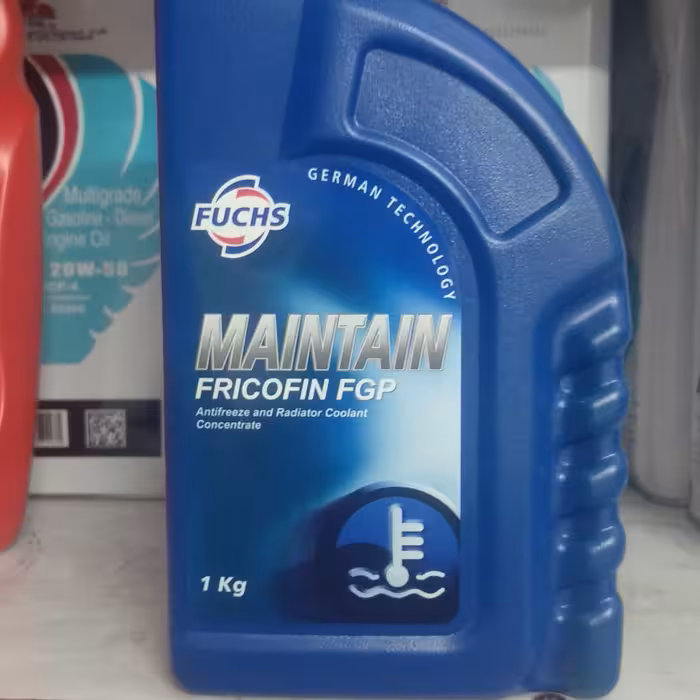 FUCHS
GERMAN TECHNOLOGY
MAINTAIN
FRICOFIN FGP
Antifreeze and Radiator Coolant
Concentrate
1 Kg
Multigrade
Gasoline - Diesel
Engine Oil
20W-50